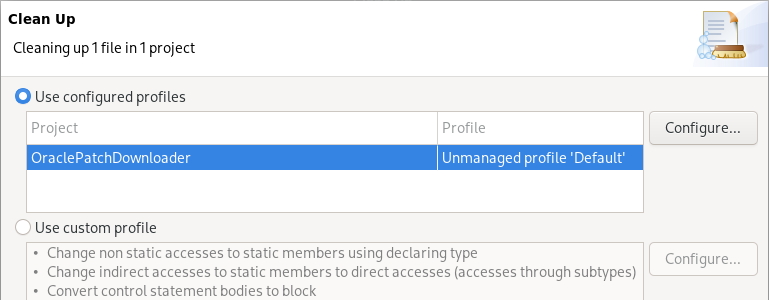 Clean Up
Cleaning up 1 file in 1 project
Use configured profiles
Project Profile Configure...
OraclePatchDownloader Unmanaged profile 'Default'
Use custom profile
• Change non static accesses to static members using declaring type Configure...
• Change indirect accesses to static members to direct accesses (accesses through subtypes)
• Convert control statement bodies to block